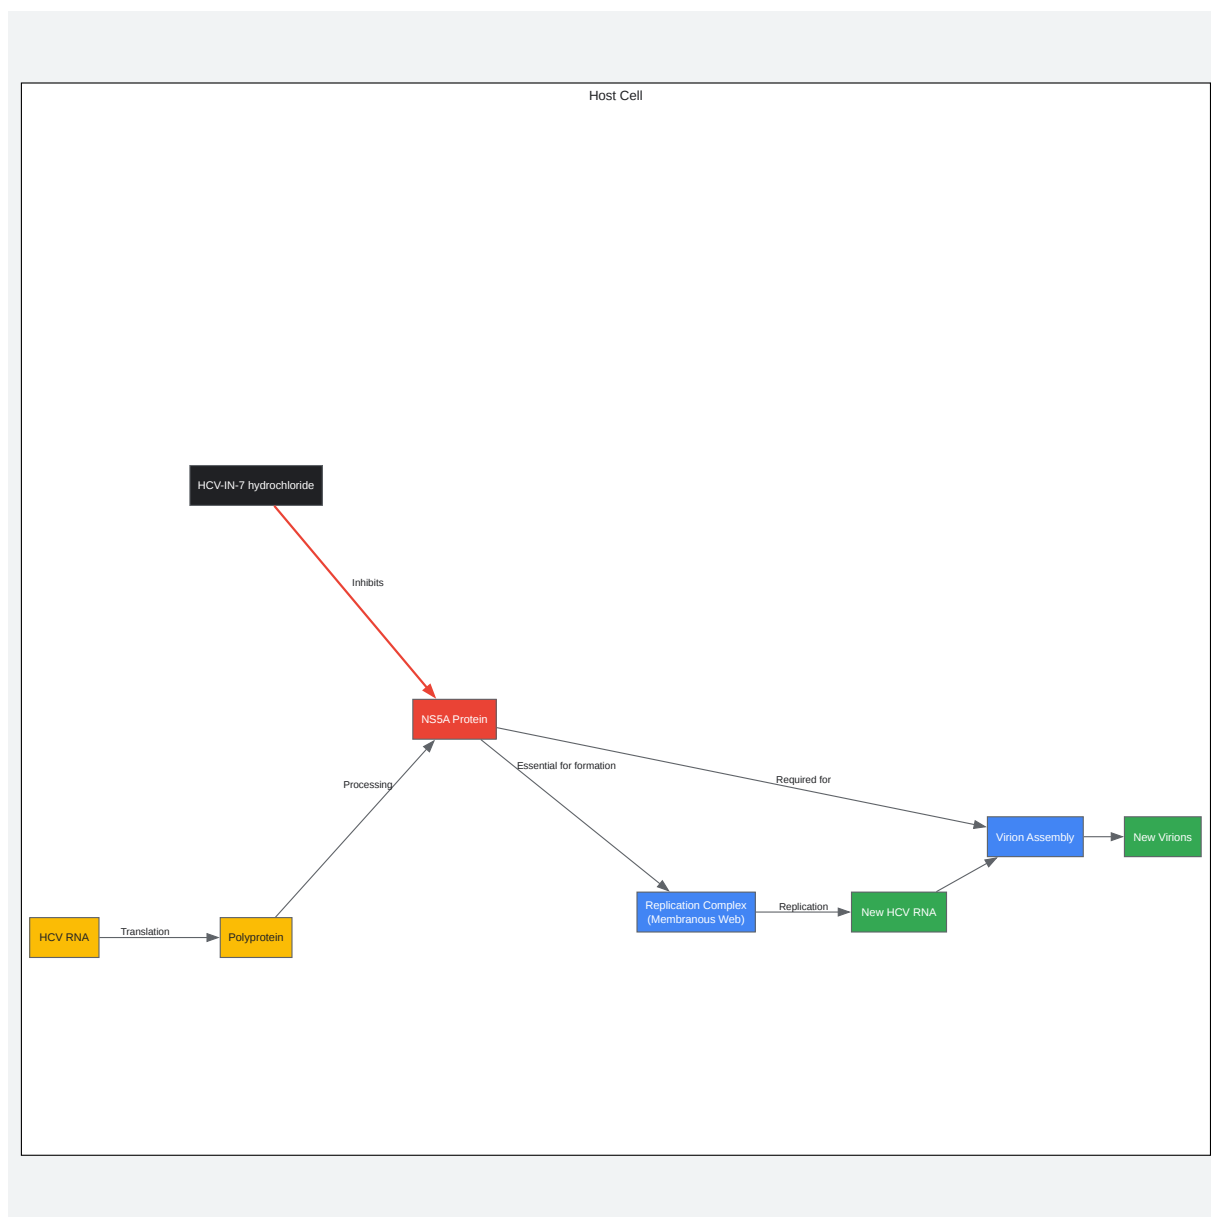 Host Cell
HCV-IN-7 hydrochloride
Inhibits
NS5A Protein
Essential for formation
Required for
Processing
Virion Assembly
New Virions
Replication Complex
(Membranous Web)
Replication
New HCV RNA
HCV RNA
Translation
Polyprotein